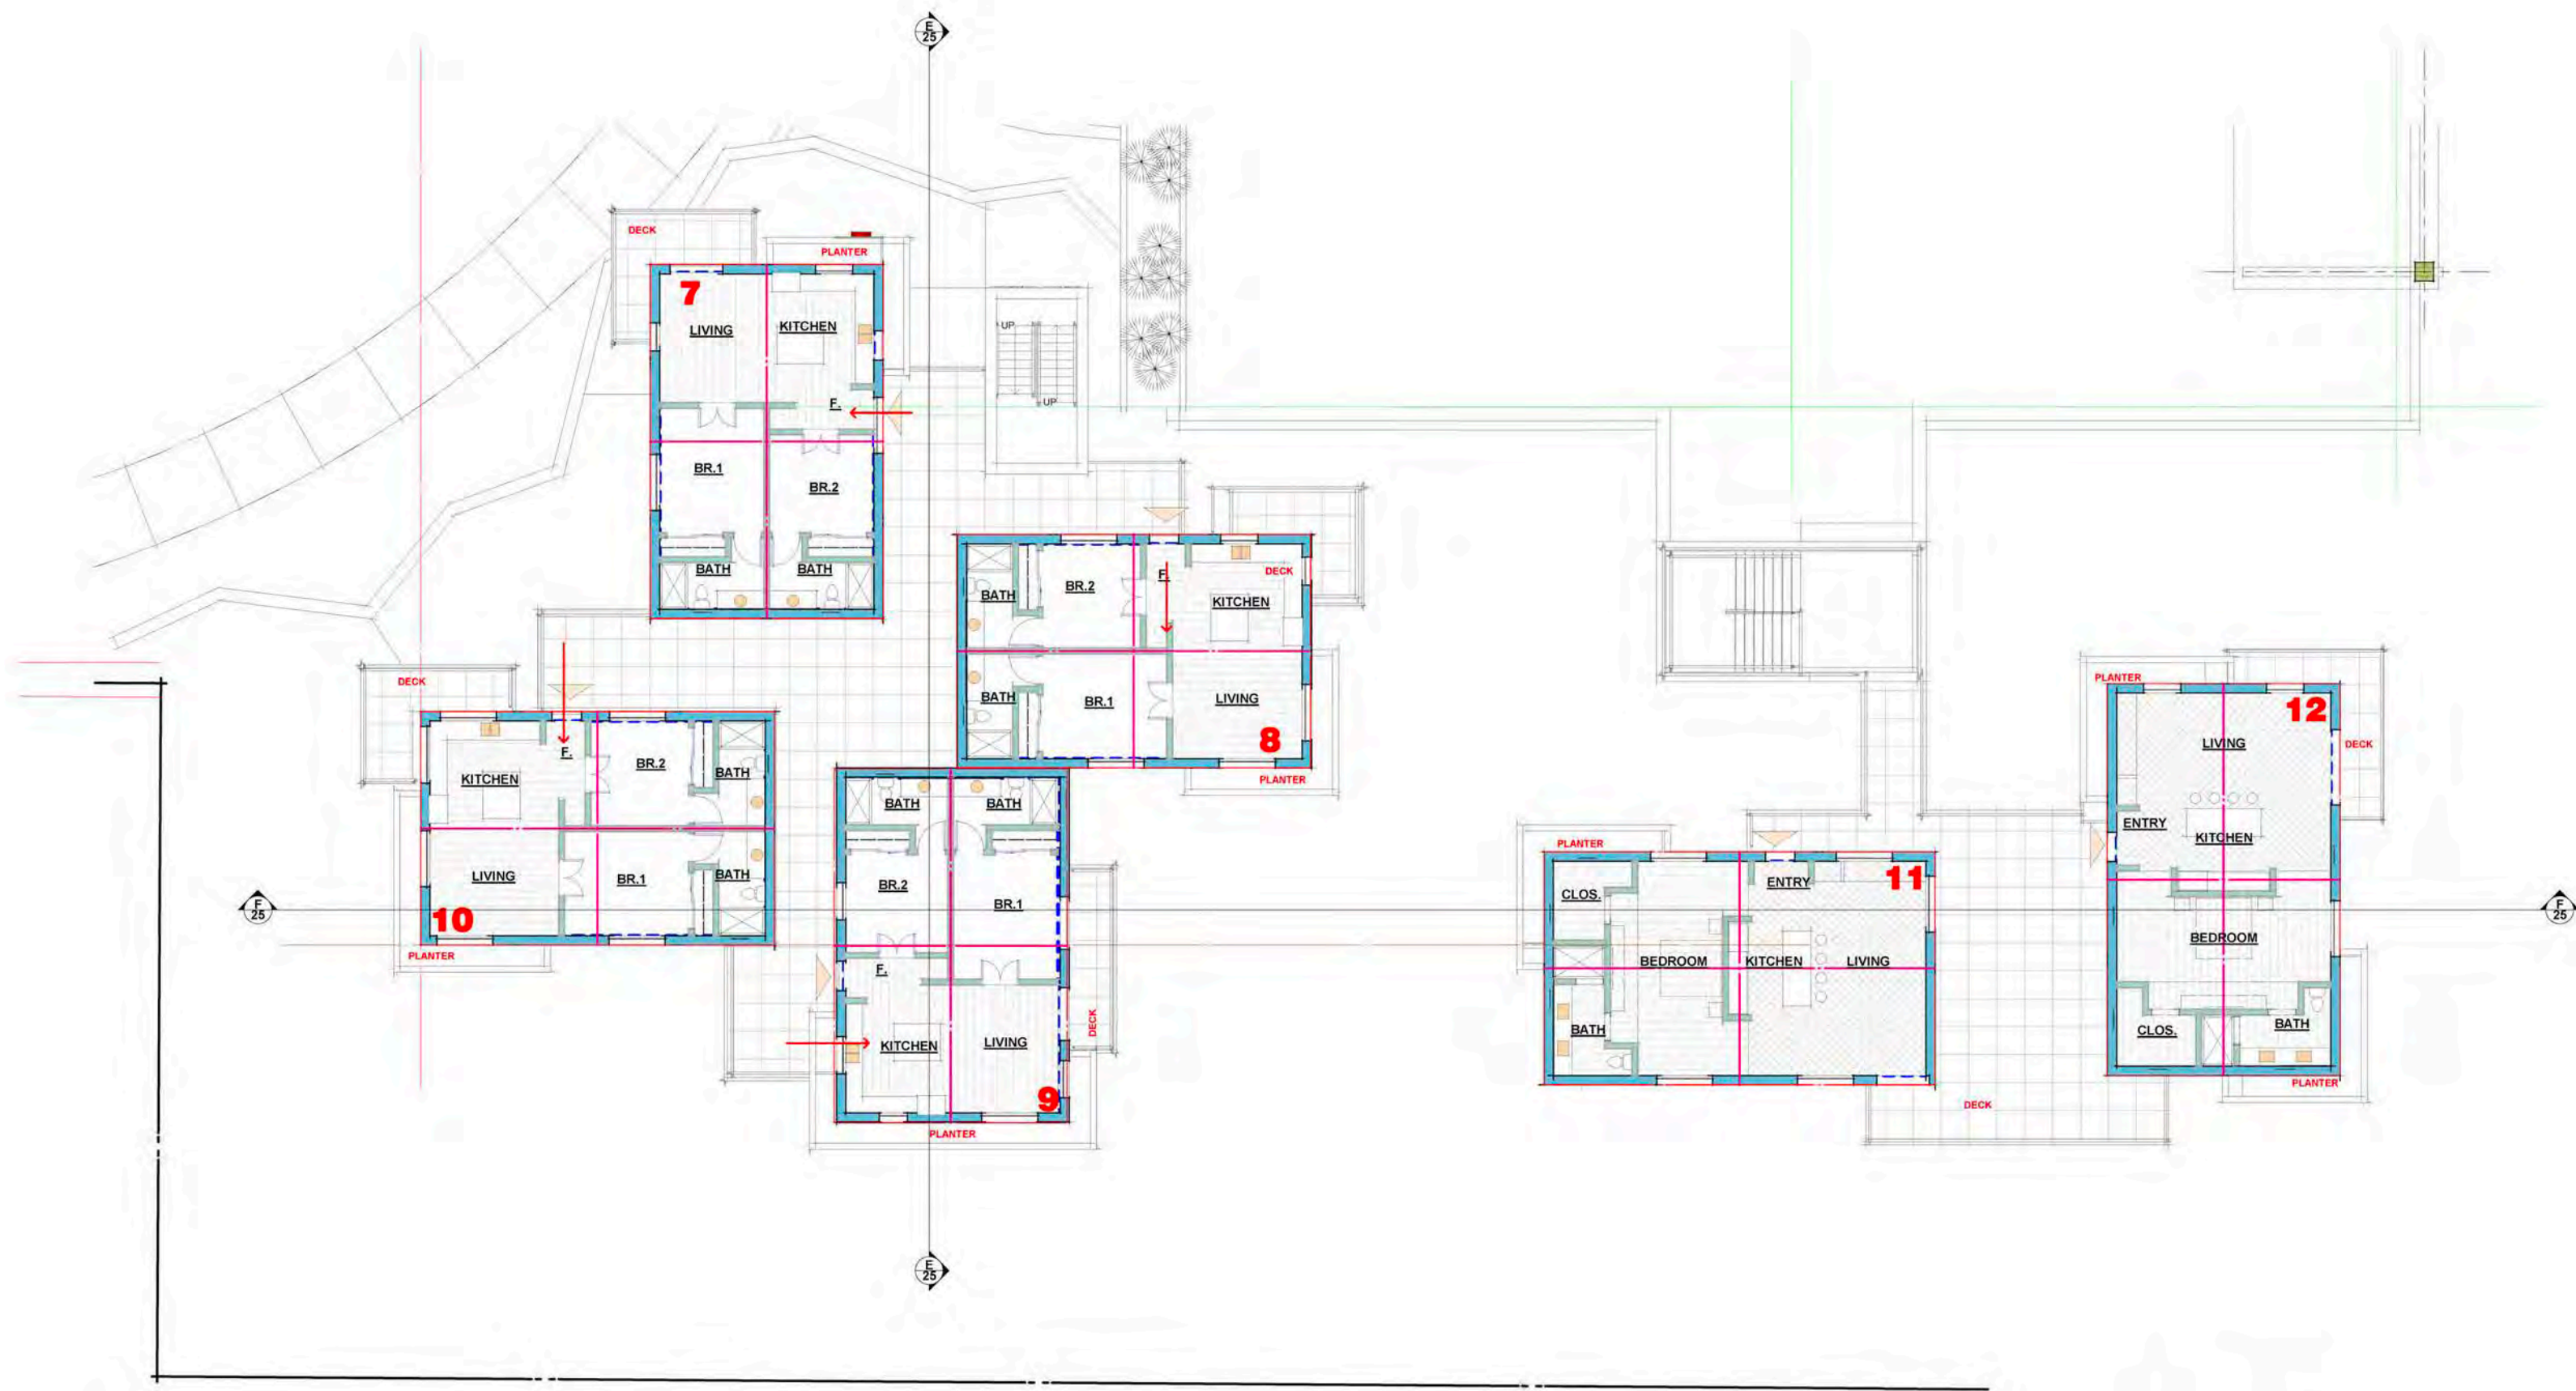 E
25
DECK
PLANTER
7
LIVING
KITCHEN
F.
BR.1
BR.2
BATH
BATH
UP
UP
BATH
BR.2
F.
DECK
KITCHEN
BATH
BR.1
LIVING
8
PLANTER
DECK
KITCHEN
F.
BR.2
BATH
LIVING
BR.1
BATH
10
PLANTER
BATH
BATH
BR.2
BR.1
F.
KITCHEN
LIVING
DECK
9
PLANTER
F
25
PLANTER
CLOS.
ENTRY
11
BEDROOM
KITCHEN
LIVING
BATH
DECK
PLANTER
12
LIVING
DECK
ENTRY
KITCHEN
BEDROOM
CLOS.
BATH
PLANTER
F
25
E
25